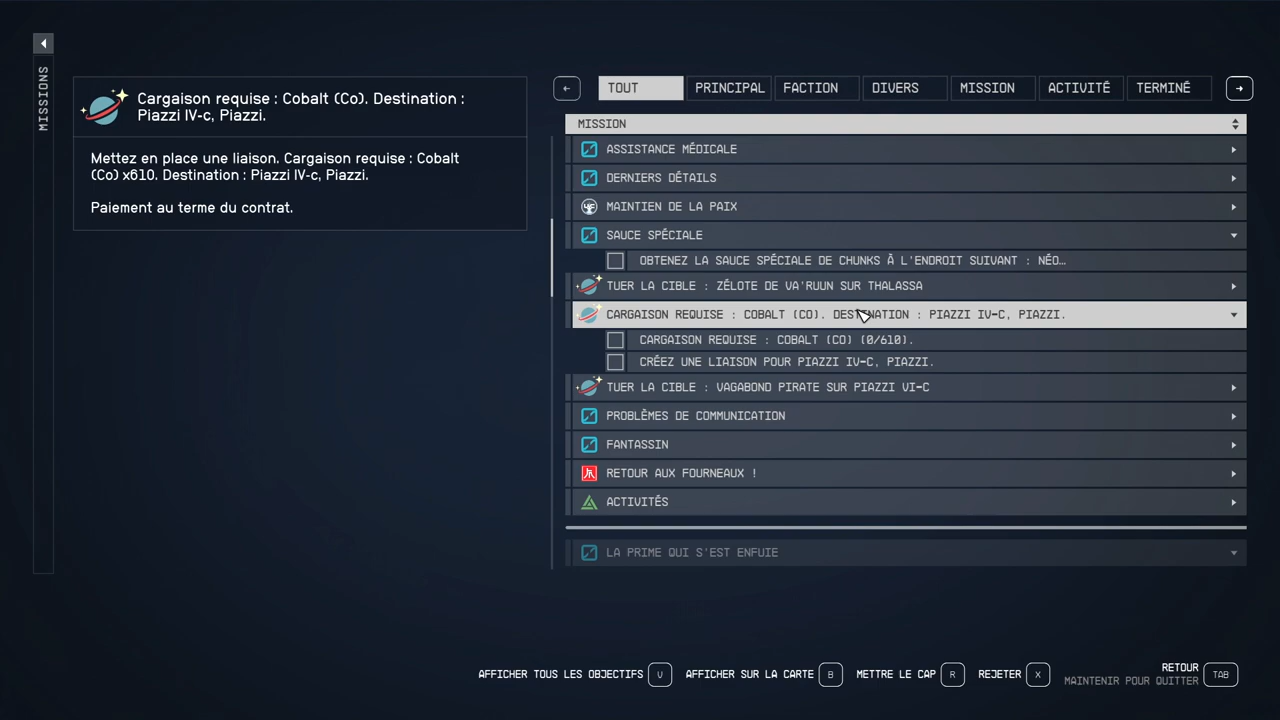 MISSIONS
Cargaison requise : Cobalt (Co). Destination :
Piazzi IV-c, Piazzi.
Mettez en place une liaison. Cargaison requise : Cobalt
(Co) x610. Destination : Piazzi IV-c, Piazzi.
Paiement au terme du contrat.
TOUT
PRINCIPAL
FACTION
DIVERS
MISSION
ACTIVITÉ
TERMINÉ
MISSION
ASSISTANCE MÉDICALE
DERNIERS DÉTAILS
MAINTIEN DE LA PAIX
SAUCE SPÉCIALE
OBTENEZ LA SAUCE SPÉCIALE DE CHUNKS À L'ENDROIT SUIVANT : NÉO…
TUER LA CIBLE : ZÉLOTE DE VA'RUUN SUR THALASSA
CARGAISON REQUISE : COBALT (CO). DESTINATION : PIAZZI IV-C, PIAZZI.
CARGAISON REQUISE : COBALT (CO) (0/610).
CRÉEZ UNE LIAISON POUR PIAZZI IV-C, PIAZZI.
TUER LA CIBLE : VAGABOND PIRATE SUR PIAZZI VI-C
PROBLÈMES DE COMMUNICATION
FANTASSIN
RETOUR AUX FOURNEAUX !
ACTIVITÉS
LA PRIME QUI S'EST ENFUIE
AFFICHER TOUS LES OBJECTIFS V
AFFICHER SUR LA CARTE B
METTRE LE CAP R
REJETER X
RETOUR
MAINTENIR POUR QUITTER
TAB